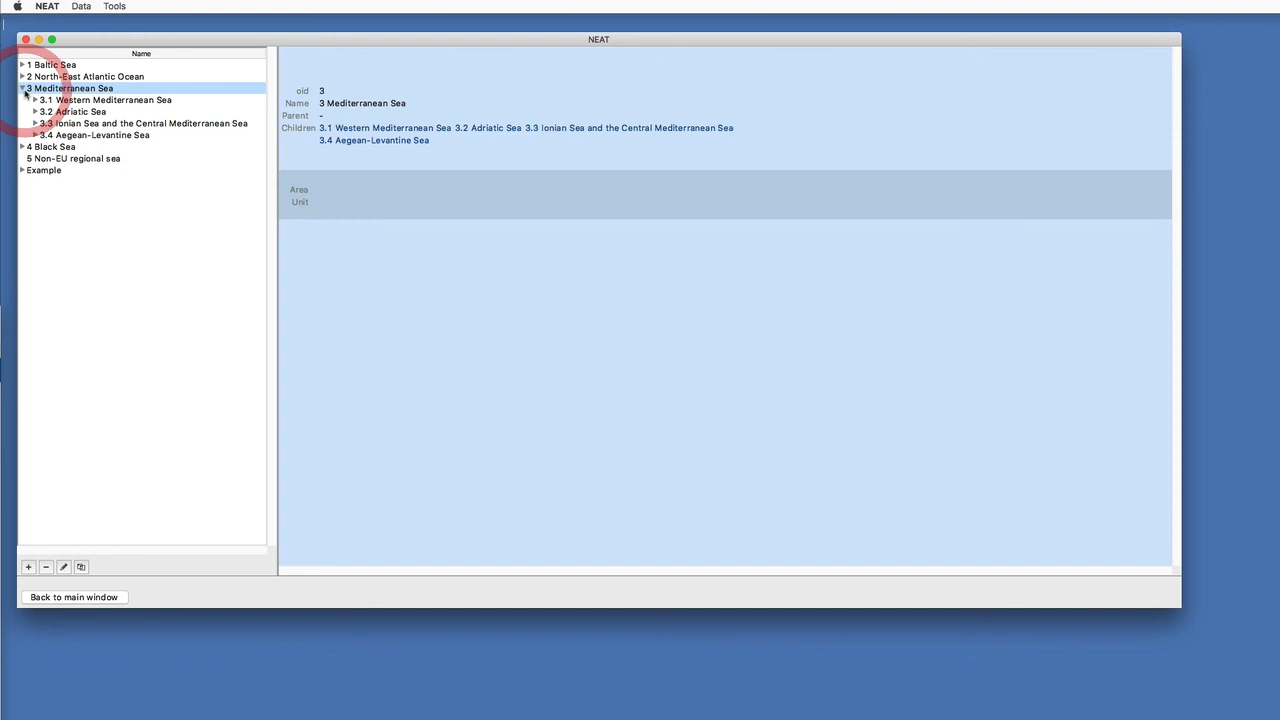 NEAT Data Tools
NEAT
Name
1 Baltic Sea
2 North-East Atlantic Ocean
3 Mediterranean Sea
3.1 Western Mediterranean Sea
3.2 Adriatic Sea
3.3 Ionian Sea and the Central Mediterranean Sea
3.4 Aegean-Levantine Sea
4 Black Sea
5 Non-EU regional sea
Example
oid 3
Name 3 Mediterranean Sea
Parent -
Children 3.1 Western Mediterranean Sea 3.2 Adriatic Sea 3.3 Ionian Sea and the Central Mediterranean Sea
3.4 Aegean-Levantine Sea
Area
Unit
Back to main window